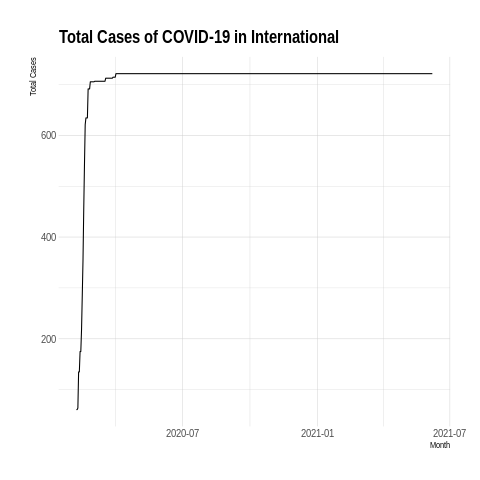 Total Cases of COVID-19 in International
Total Cases
600
400
200
2020-07
2021-01
2021-07
Month